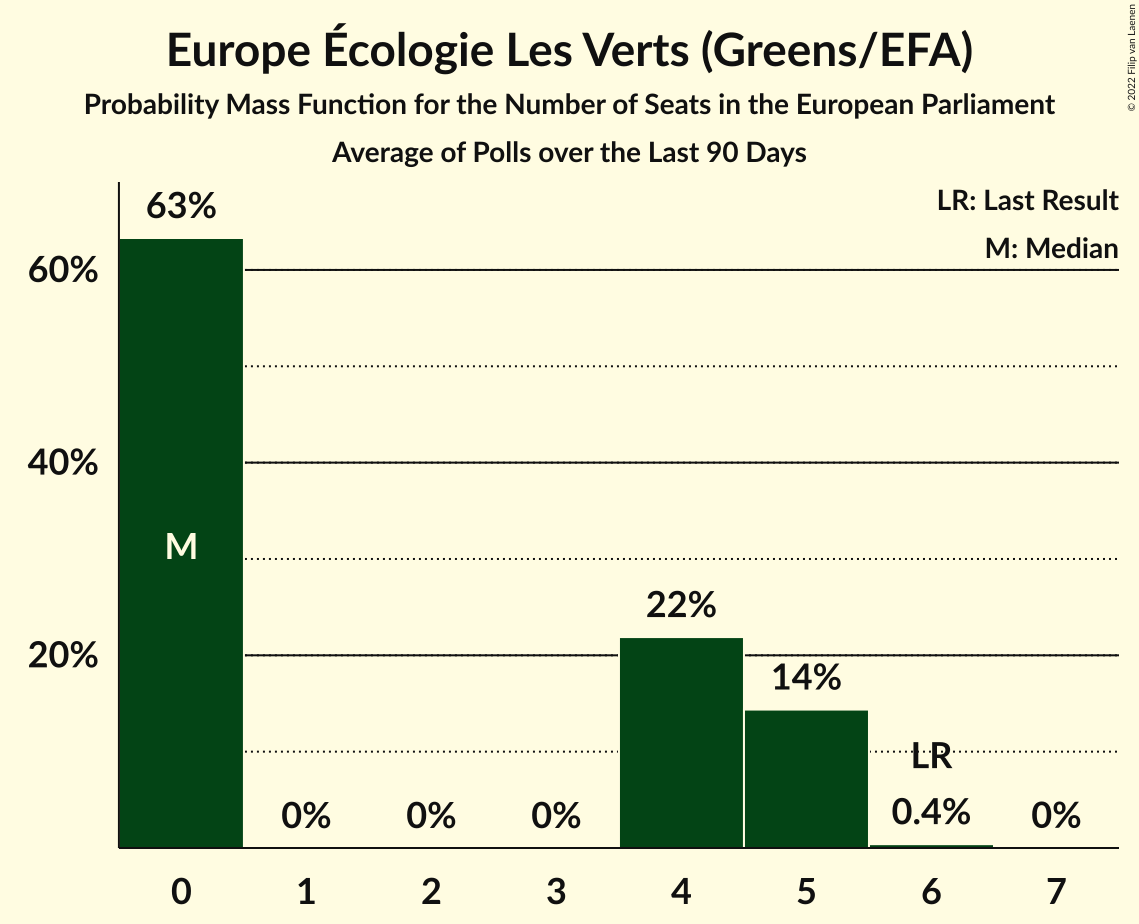 Europe Écologie Les Verts (Greens/EFA)
Probability Mass Function for the Number of Seats in the European Parliament
Average of Polls over the Last 90 Days
© 2022 Filip van Laenen
LR: Last Result
M: Median
63%
60%
40%
M
22%
20%
14%
LR
0%
0%
0%
0.4%
0%
0
1
2
3
4
5
6
7